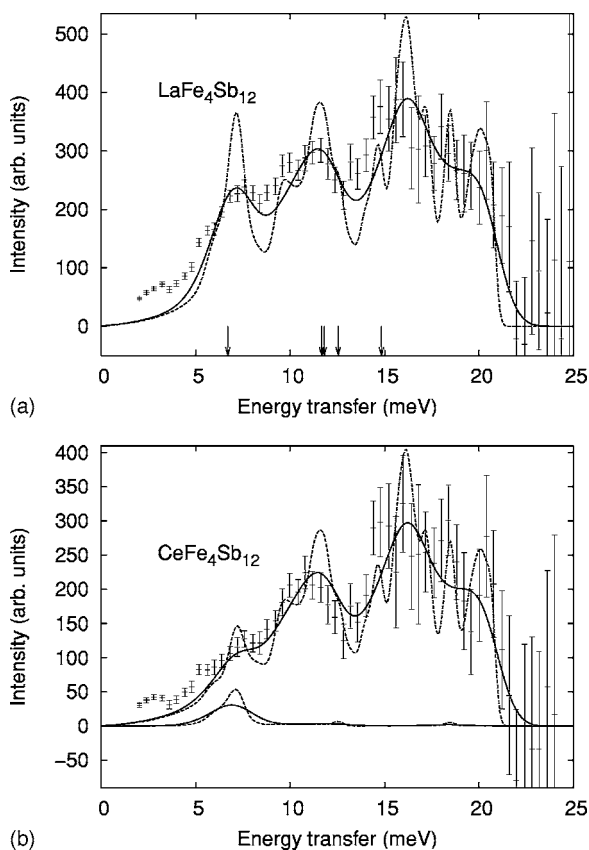 500
400
300
200
100
0
Intensity (arb. units)
LaFe₄Sb₁₂
0 5 10 15 20 25
Energy transfer (meV)
(a)
400
350
300
250
200
150
100
50
0
−50
Intensity (arb. units)
CeFe₄Sb₁₂
0 5 10 15 20 25
Energy transfer (meV)
(b)